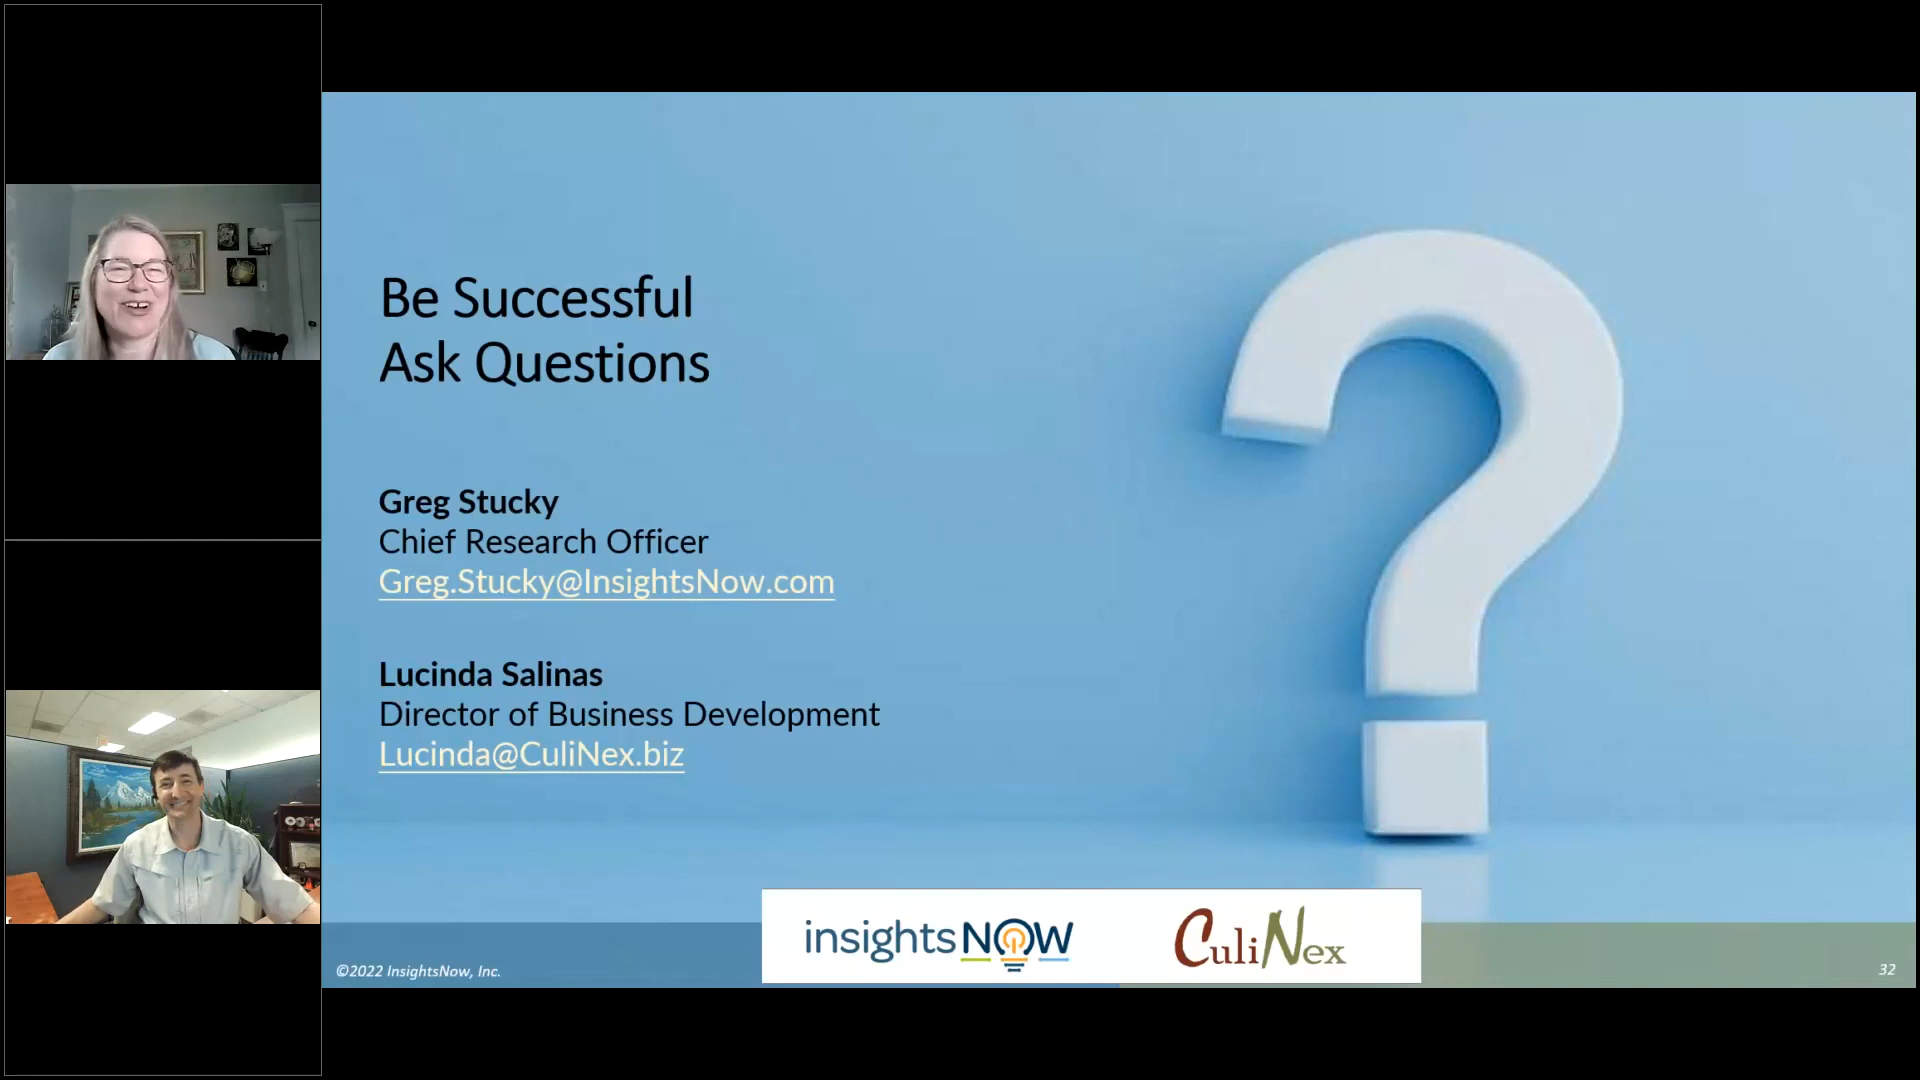 Be Successful
Ask Questions
Greg Stucky
Chief Research Officer
Greg.Stucky@InsightsNow.com
Lucinda Salinas
Director of Business Development
Lucinda@CuliNex.biz
insightsNOW
CuliNex
©2022 InsightsNow, Inc.
32